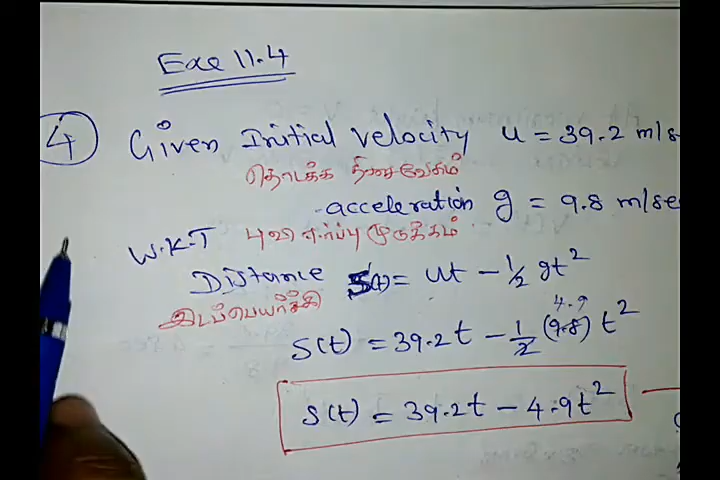 Exe 11.4
4 Given Initial Velocity u = 39.2 m/s
தொடக்க திசைவேகம்
acceleration g = 9.8 m/se
W.K.T புவி ஈர்ப்பு முடுக்கம்
Distance S(t) = ut - 1/2 gt²
இடப்பெயர்ச்சி
4.9
S(t) = 39.2t - 1/2 (9.8) t²
S(t) = 39.2t - 4.9t²